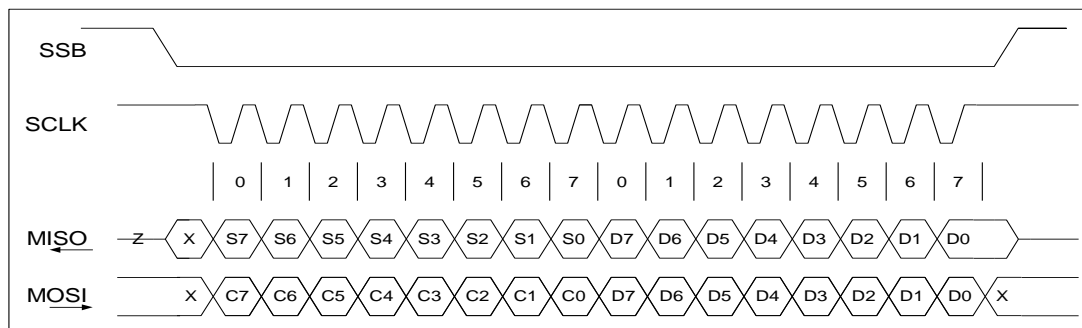 SSB
SCLK
0 1 2 3 4 5 6 7 0 1 2 3 4 5 6 7
MISO Z X S7 S6 S5 S4 S3 S2 S1 S0 D7 D6 D5 D4 D3 D2 D1 D0
MOSI X C7 C6 C5 C4 C3 C2 C1 C0 D7 D6 D5 D4 D3 D2 D1 D0 X